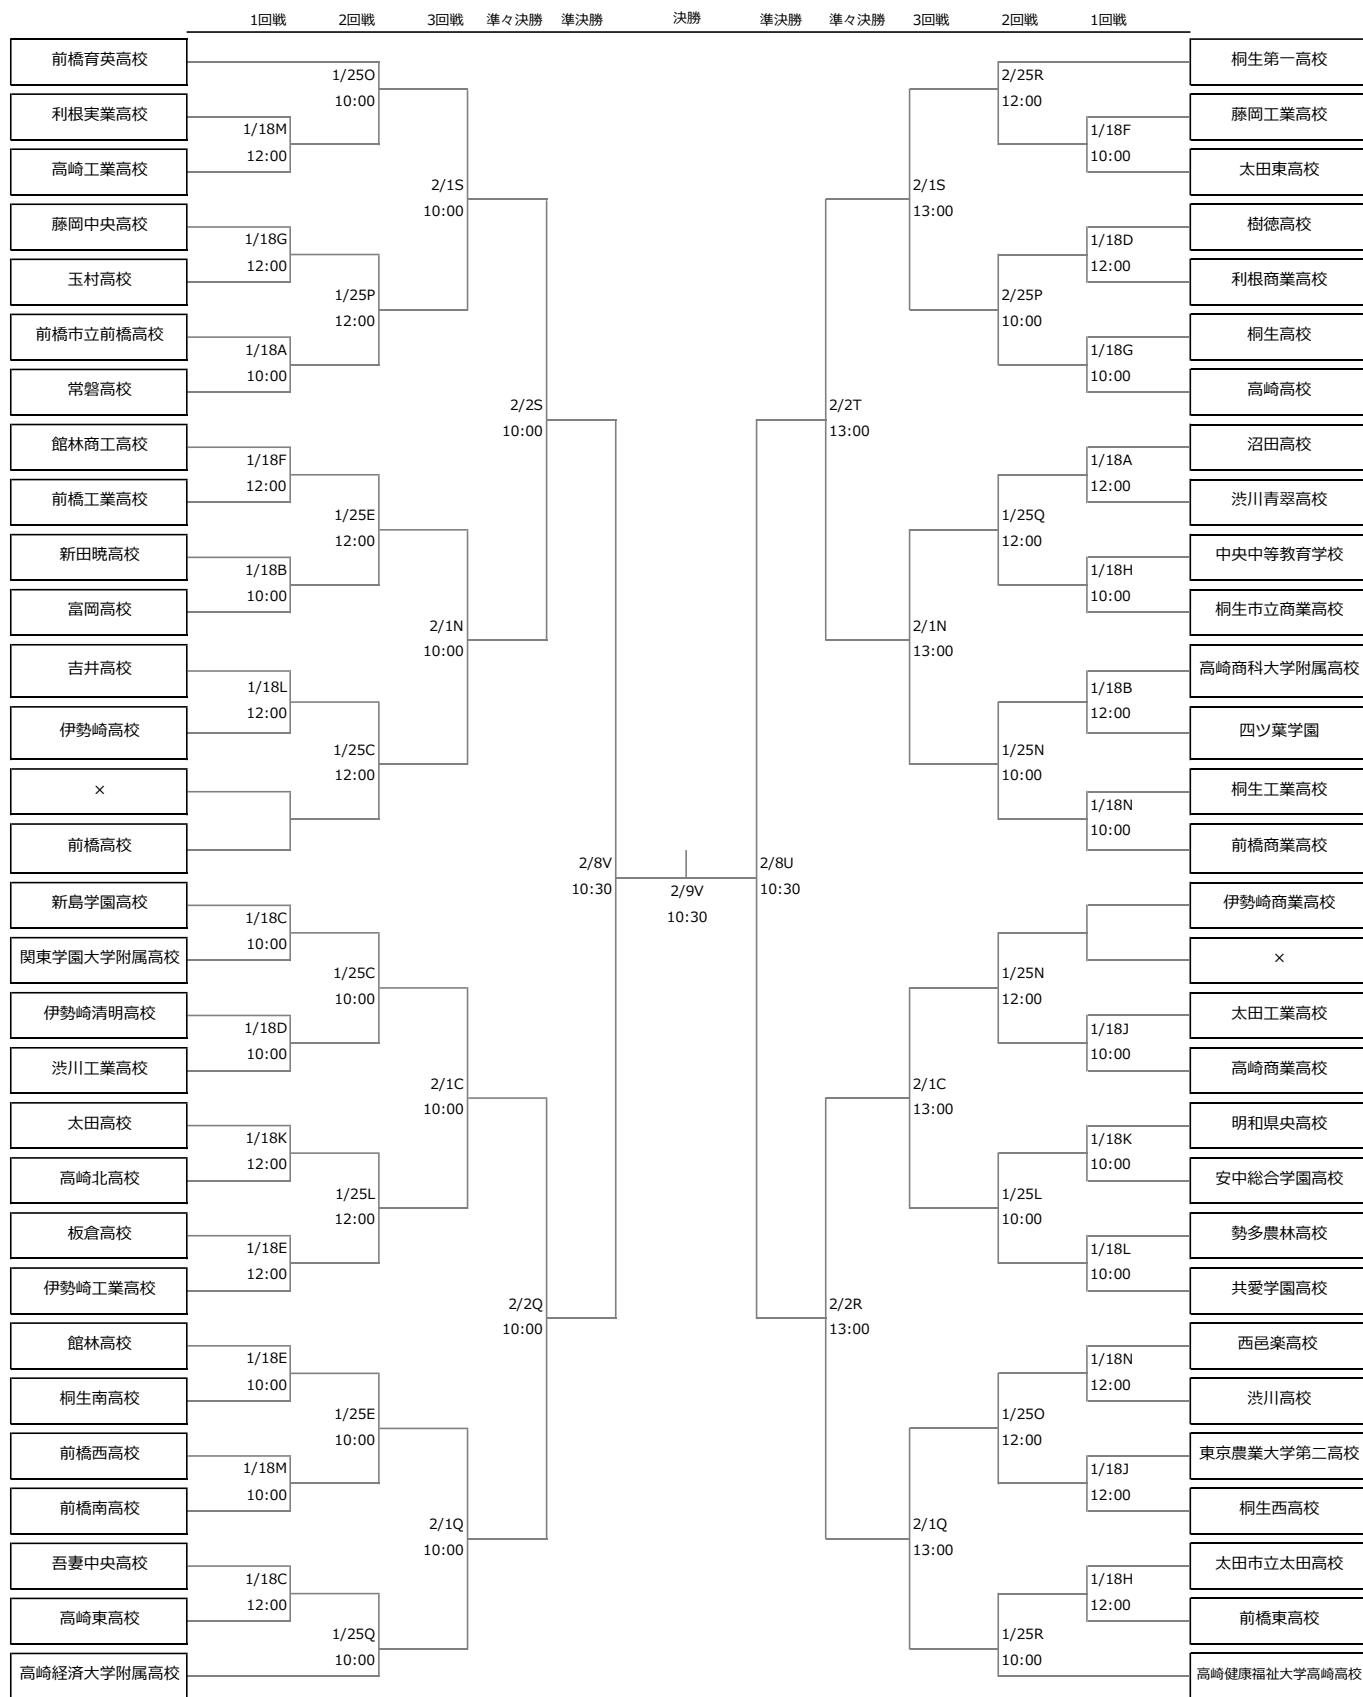 1回戦 2回戦 3回戦 準々決勝 準決勝 決勝 準決勝 準々決勝 3回戦 2回戦 1回戦
前橋育英高校
利根実業高校
高崎工業高校
藤岡中央高校
玉村高校
前橋市立前橋高校
常磐高校
館林商工高校
前橋工業高校
新田暁高校
富岡高校
吉井高校
伊勢崎高校
×
前橋高校
新島学園高校
関東学園大学附属高校
伊勢崎清明高校
渋川工業高校
太田高校
高崎北高校
板倉高校
伊勢崎工業高校
館林高校
桐生南高校
前橋西高校
前橋南高校
吾妻中央高校
高崎東高校
高崎経済大学附属高校
1/18M
12:00
1/18G
12:00
1/18A
10:00
1/18F
12:00
1/18B
10:00
1/18L
12:00
1/18C
10:00
1/18D
10:00
1/18K
12:00
1/18E
12:00
1/18E
10:00
1/18M
10:00
1/18C
12:00
1/25O
10:00
1/25P
12:00
1/25E
12:00
1/25C
12:00
1/25C
10:00
1/25L
12:00
1/25E
10:00
1/25Q
10:00
2/1S
10:00
2/1N
10:00
2/1C
10:00
2/1Q
10:00
2/2S
10:00
2/2Q
10:00
2/8V
10:30
2/9V
10:30
2/8U
10:30
2/2T
13:00
2/2R
13:00
2/1S
13:00
2/1N
13:00
2/1C
13:00
2/1Q
13:00
2/25R
12:00
2/25P
10:00
1/25Q
12:00
1/25N
10:00
1/25N
12:00
1/25L
10:00
1/25O
12:00
1/25R
10:00
1/18F
10:00
1/18D
12:00
1/18G
10:00
1/18A
12:00
1/18H
10:00
1/18B
12:00
1/18N
10:00
1/18J
10:00
1/18K
10:00
1/18L
10:00
1/18N
12:00
1/18J
12:00
1/18H
12:00
桐生第一高校
藤岡工業高校
太田東高校
樹徳高校
利根商業高校
桐生高校
高崎高校
沼田高校
渋川青翠高校
中央中等教育学校
桐生市立商業高校
高崎商科大学附属高校
四ツ葉学園
桐生工業高校
前橋商業高校
伊勢崎商業高校
×
太田工業高校
高崎商業高校
明和県央高校
安中総合学園高校
勢多農林高校
共愛学園高校
西邑楽高校
渋川高校
東京農業大学第二高校
桐生西高校
太田市立太田高校
前橋東高校
高崎健康福祉大学高崎高校